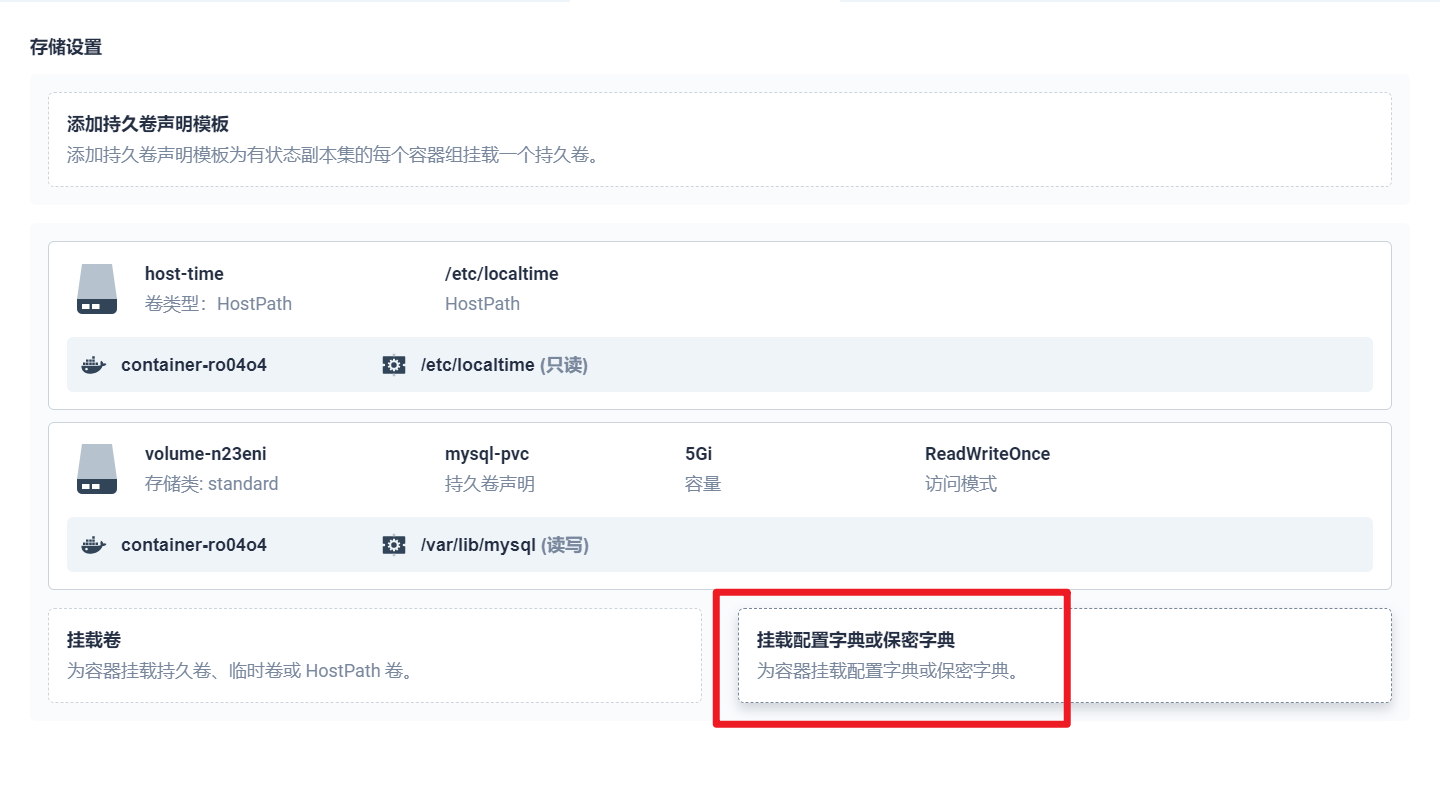 存储设置
添加持久卷声明模板
添加持久卷声明模板为有状态副本集的每个容器组挂载一个持久卷。
host-time /etc/localtime
卷类型：HostPath HostPath
container-ro04o4 /etc/localtime (只读)
volume-n23eni mysql-pvc 5Gi ReadWriteOnce
存储类: standard 持久卷声明 容量 访问模式
container-ro04o4 /var/lib/mysql (读写)
挂载卷 挂载配置字典或保密字典
为容器挂载持久卷、临时卷或 HostPath 卷。 为容器挂载配置字典或保密字典。